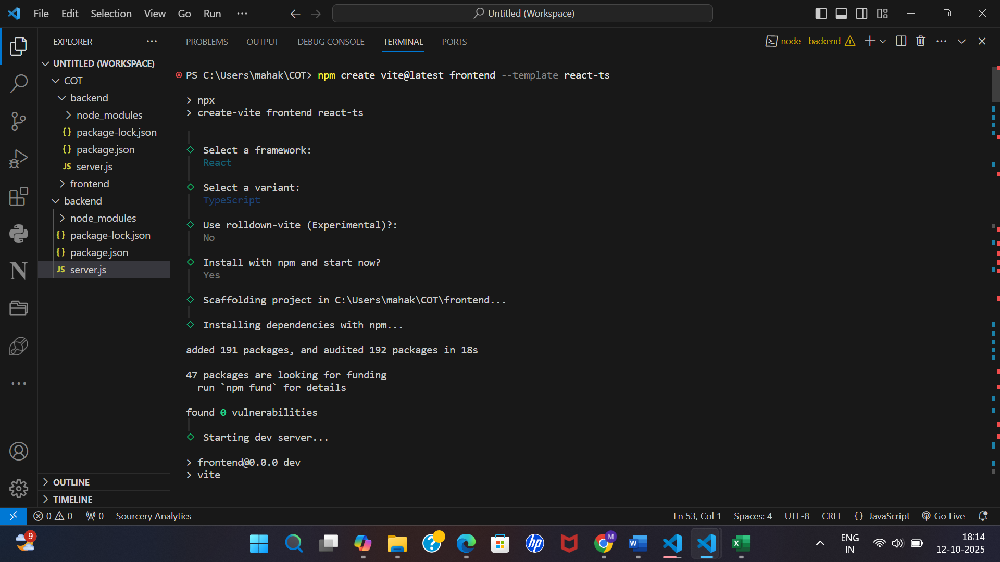 File Edit Selection View Go Run ··· Untitled (Workspace)
EXPLORER
UNTITLED (WORKSPACE)
COT
backend
node_modules
{} package-lock.json
{} package.json
JS server.js
frontend
backend
node_modules
{} package-lock.json
{} package.json
JS server.js
OUTLINE
TIMELINE
PROBLEMS OUTPUT DEBUG CONSOLE TERMINAL PORTS node - backend
PS C:\Users\mahak\COT> npm create vite@latest frontend --template react-ts
> npx
> create-vite frontend react-ts
Select a framework:
React
Select a variant:
TypeScript
Use rolldown-vite (Experimental)?:
No
Install with npm and start now?
Yes
Scaffolding project in C:\Users\mahak\COT\frontend...
Installing dependencies with npm...
added 191 packages, and audited 192 packages in 18s
47 packages are looking for funding
run `npm fund` for details
found 0 vulnerabilities
Starting dev server...
> frontend@0.0.0 dev
> vite
0 0 0 Sourcery Analytics Ln 53, Col 1 Spaces: 4 UTF-8 CRLF {} JavaScript Go Live
9 hp M W X ENG 18:14
IN 12-10-2025